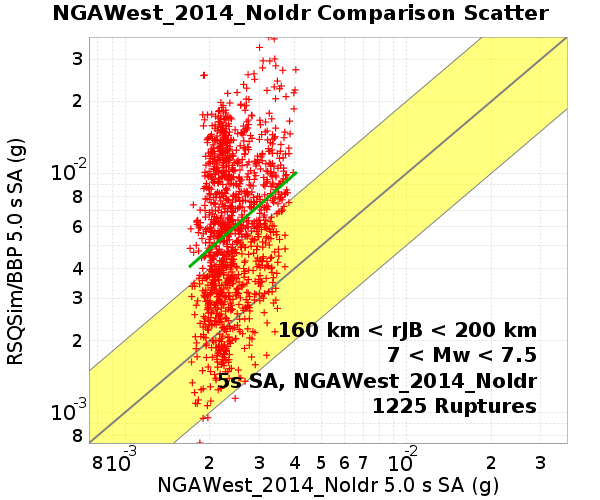 NGAWest_2014_NoIdr Comparison Scatter
RSQSim/BBP 5.0 s SA (g)
3
2
10-2
8
6
4
3
2
10-3
8
160 km < rJB < 200 km
7 < Mw < 7.5
5s SA, NGAWest_2014_NoIdr
1225 Ruptures
8 10-3 2 3 4 5 6 7 10-2 2 3
NGAWest_2014_NoIdr 5.0 s SA (g)